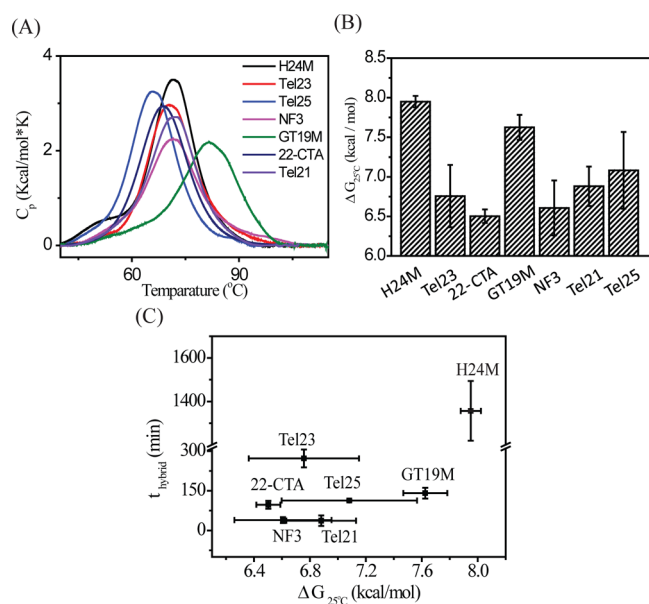 (A)
C_p (Kcal/mol*K)
4
2
0
60
90
Temparature (°C)
H24M
Tel23
Tel25
NF3
GT19M
22-CTA
Tel21
(B)
ΔG_25°C (kcal / mol)
8.5
8.0
7.5
7.0
6.5
6.0
H24M
Tel23
22-CTA
GT19M
NF3
Tel21
Tel25
(C)
t_hybrid (min)
1600
1400
300
150
0
H24M
Tel23
22-CTA
Tel25
GT19M
NF3
Tel21
6.4
6.8
7.2
7.6
8.0
ΔG_25°C (kcal/mol)